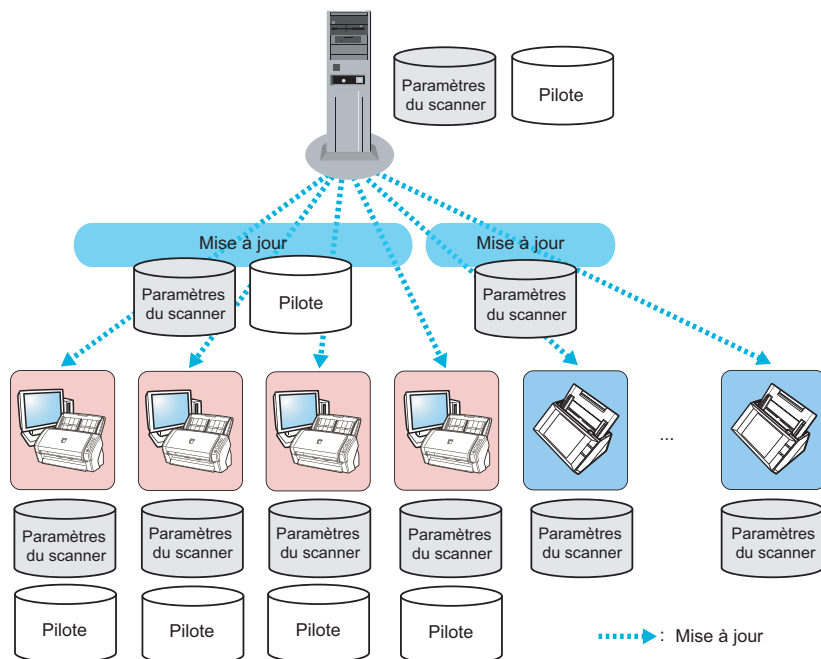 Paramètres
du scanner
Pilote
Mise à jour
Mise à jour
Paramètres
du scanner
Pilote
Paramètres
du scanner
...
Paramètres
du scanner
Paramètres
du scanner
Paramètres
du scanner
Paramètres
du scanner
Paramètres
du scanner
Paramètres
du scanner
Pilote
Pilote
Pilote
Pilote
: Mise à jour